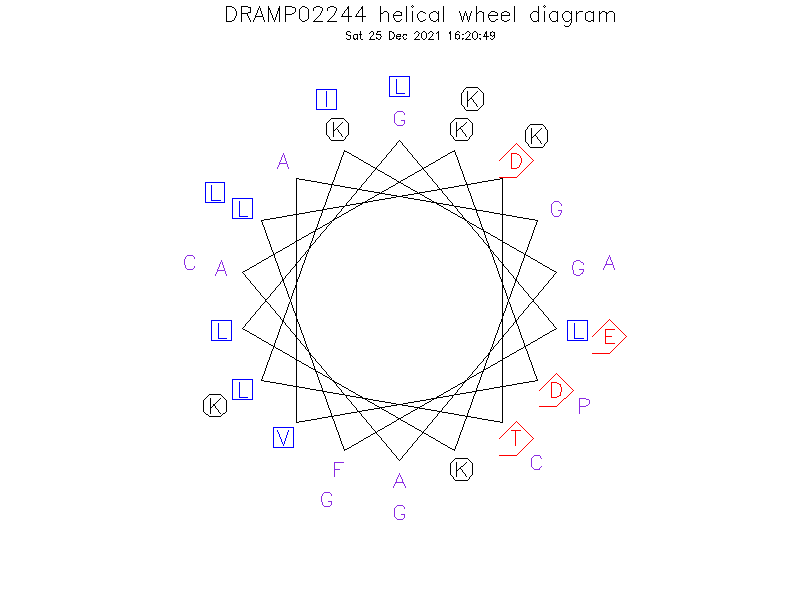 DRAMP02244 helical wheel diagram
Sat 25 Dec 2021 16:20:49
L
I
K
G
K
K
K
A
D
L
L
G
C
A
G
A
L
L
E
K
L
D
P
V
T
F
K
C
A
G
G